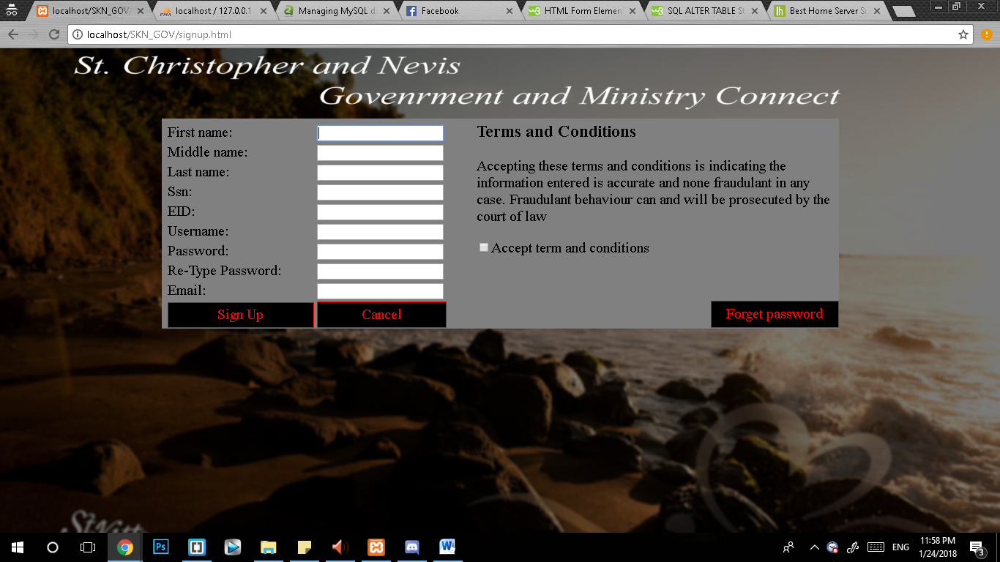 localhost/SKN_GOV/
localhost / 127.0.0.1
Managing MySQL d
Facebook
HTML Form Elemen
SQL ALTER TABLE St
Best Home Server So
localhost/SKN_GOV/signup.html
St. Christopher and Nevis
Govenrment and Ministry Connect
First name:
Middle name:
Last name:
Ssn:
EID:
Username:
Password:
Re-Type Password:
Email:
Sign Up
Cancel
Terms and Conditions
Accepting these terms and conditions is indicating the
information entered is accurate and none fraudulant in any
case. Fraudulant behaviour can and will be prosecuted by the
court of law
Accept term and conditions
Forget password
St Kitt
ENG
11:58 PM
1/24/2018
3